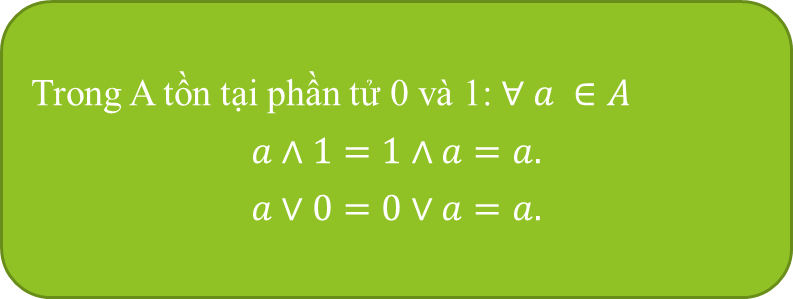 Trong A tồn tại phần tử 0 và 1: ∀ a ∈ A
a ∧ 1 = 1 ∧ a = a.
a ∨ 0 = 0 ∨ a = a.